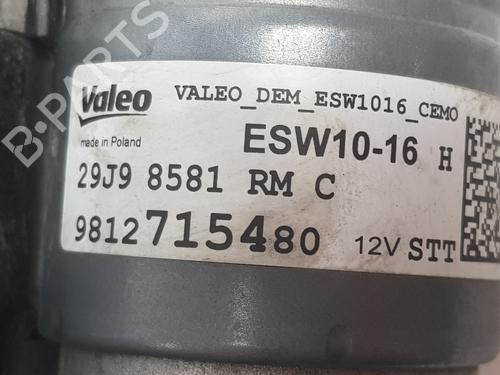 B-PARTS
Valeo VALEO_DEM_ESW1016_CEMO
made in Poland ESW10-16 H
29J9 8581 RM C
9812715480 12V STT